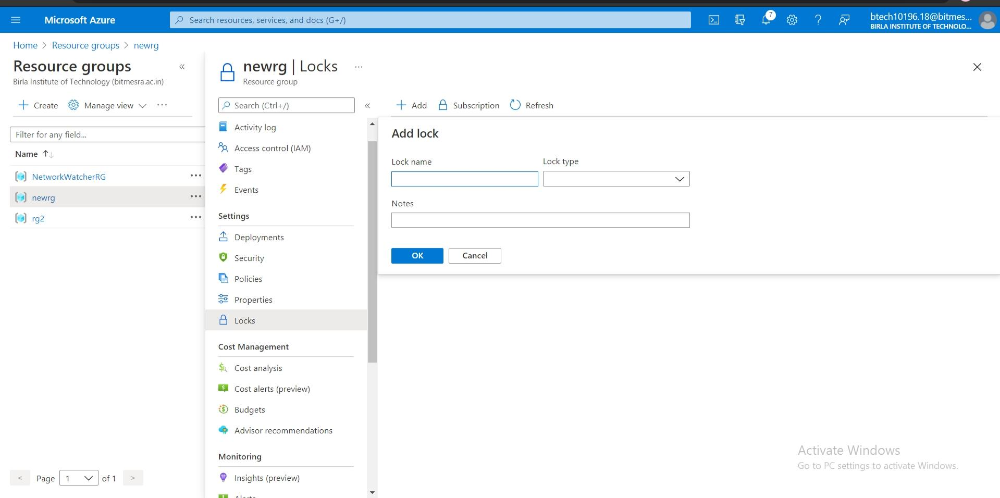 Microsoft Azure
Search resources, services, and docs (G+/)
7
btech10196.18@bitmes...
BIRLA INSTITUTE OF TECHNOLO...
Home > Resource groups > newrg
Resource groups «
Birla Institute of Technology (bitmesra.ac.in)
+ Create Manage view ...
Filter for any field...
Name ↑↓
NetworkWatcherRG ...
newrg ...
rg2 ...
< Page 1 of 1 >
newrg | Locks ...
Resource group
Search (Ctrl+/) «
Activity log
Access control (IAM)
Tags
Events
Settings
Deployments
Security
Policies
Properties
Locks
Cost Management
Cost analysis
Cost alerts (preview)
Budgets
Advisor recommendations
Monitoring
Insights (preview)
Alerts
+ Add Subscription Refresh
Add lock
Lock name Lock type
Notes
OK Cancel
Activate Windows
Go to PC settings to activate Windows.